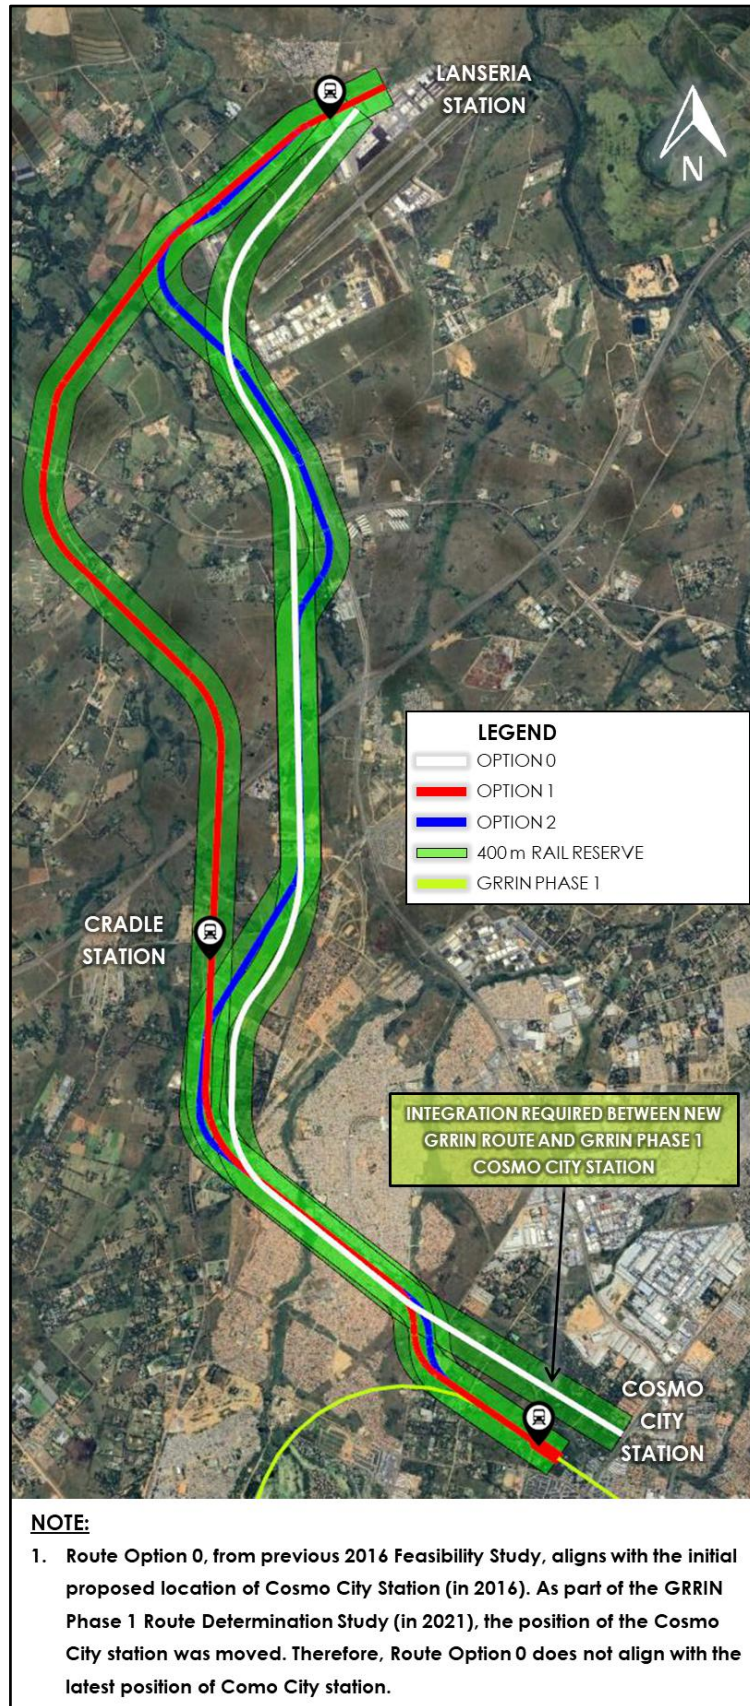 LANSERIA
STATION
N
LEGEND
OPTION 0
OPTION 1
OPTION 2
400 m RAIL RESERVE
GRRIN PHASE 1
CRADLE
STATION
INTEGRATION REQUIRED BETWEEN NEW
GRRIN ROUTE AND GRRIN PHASE 1
COSMO CITY STATION
COSMO
CITY
STATION
NOTE:
1. Route Option 0, from previous 2016 Feasibility Study, aligns with the initial
proposed location of Cosmo City Station (in 2016). As part of the GRRIN
Phase 1 Route Determination Study (in 2021), the position of the Cosmo
City station was moved. Therefore, Route Option 0 does not align with the
latest position of Como City station.